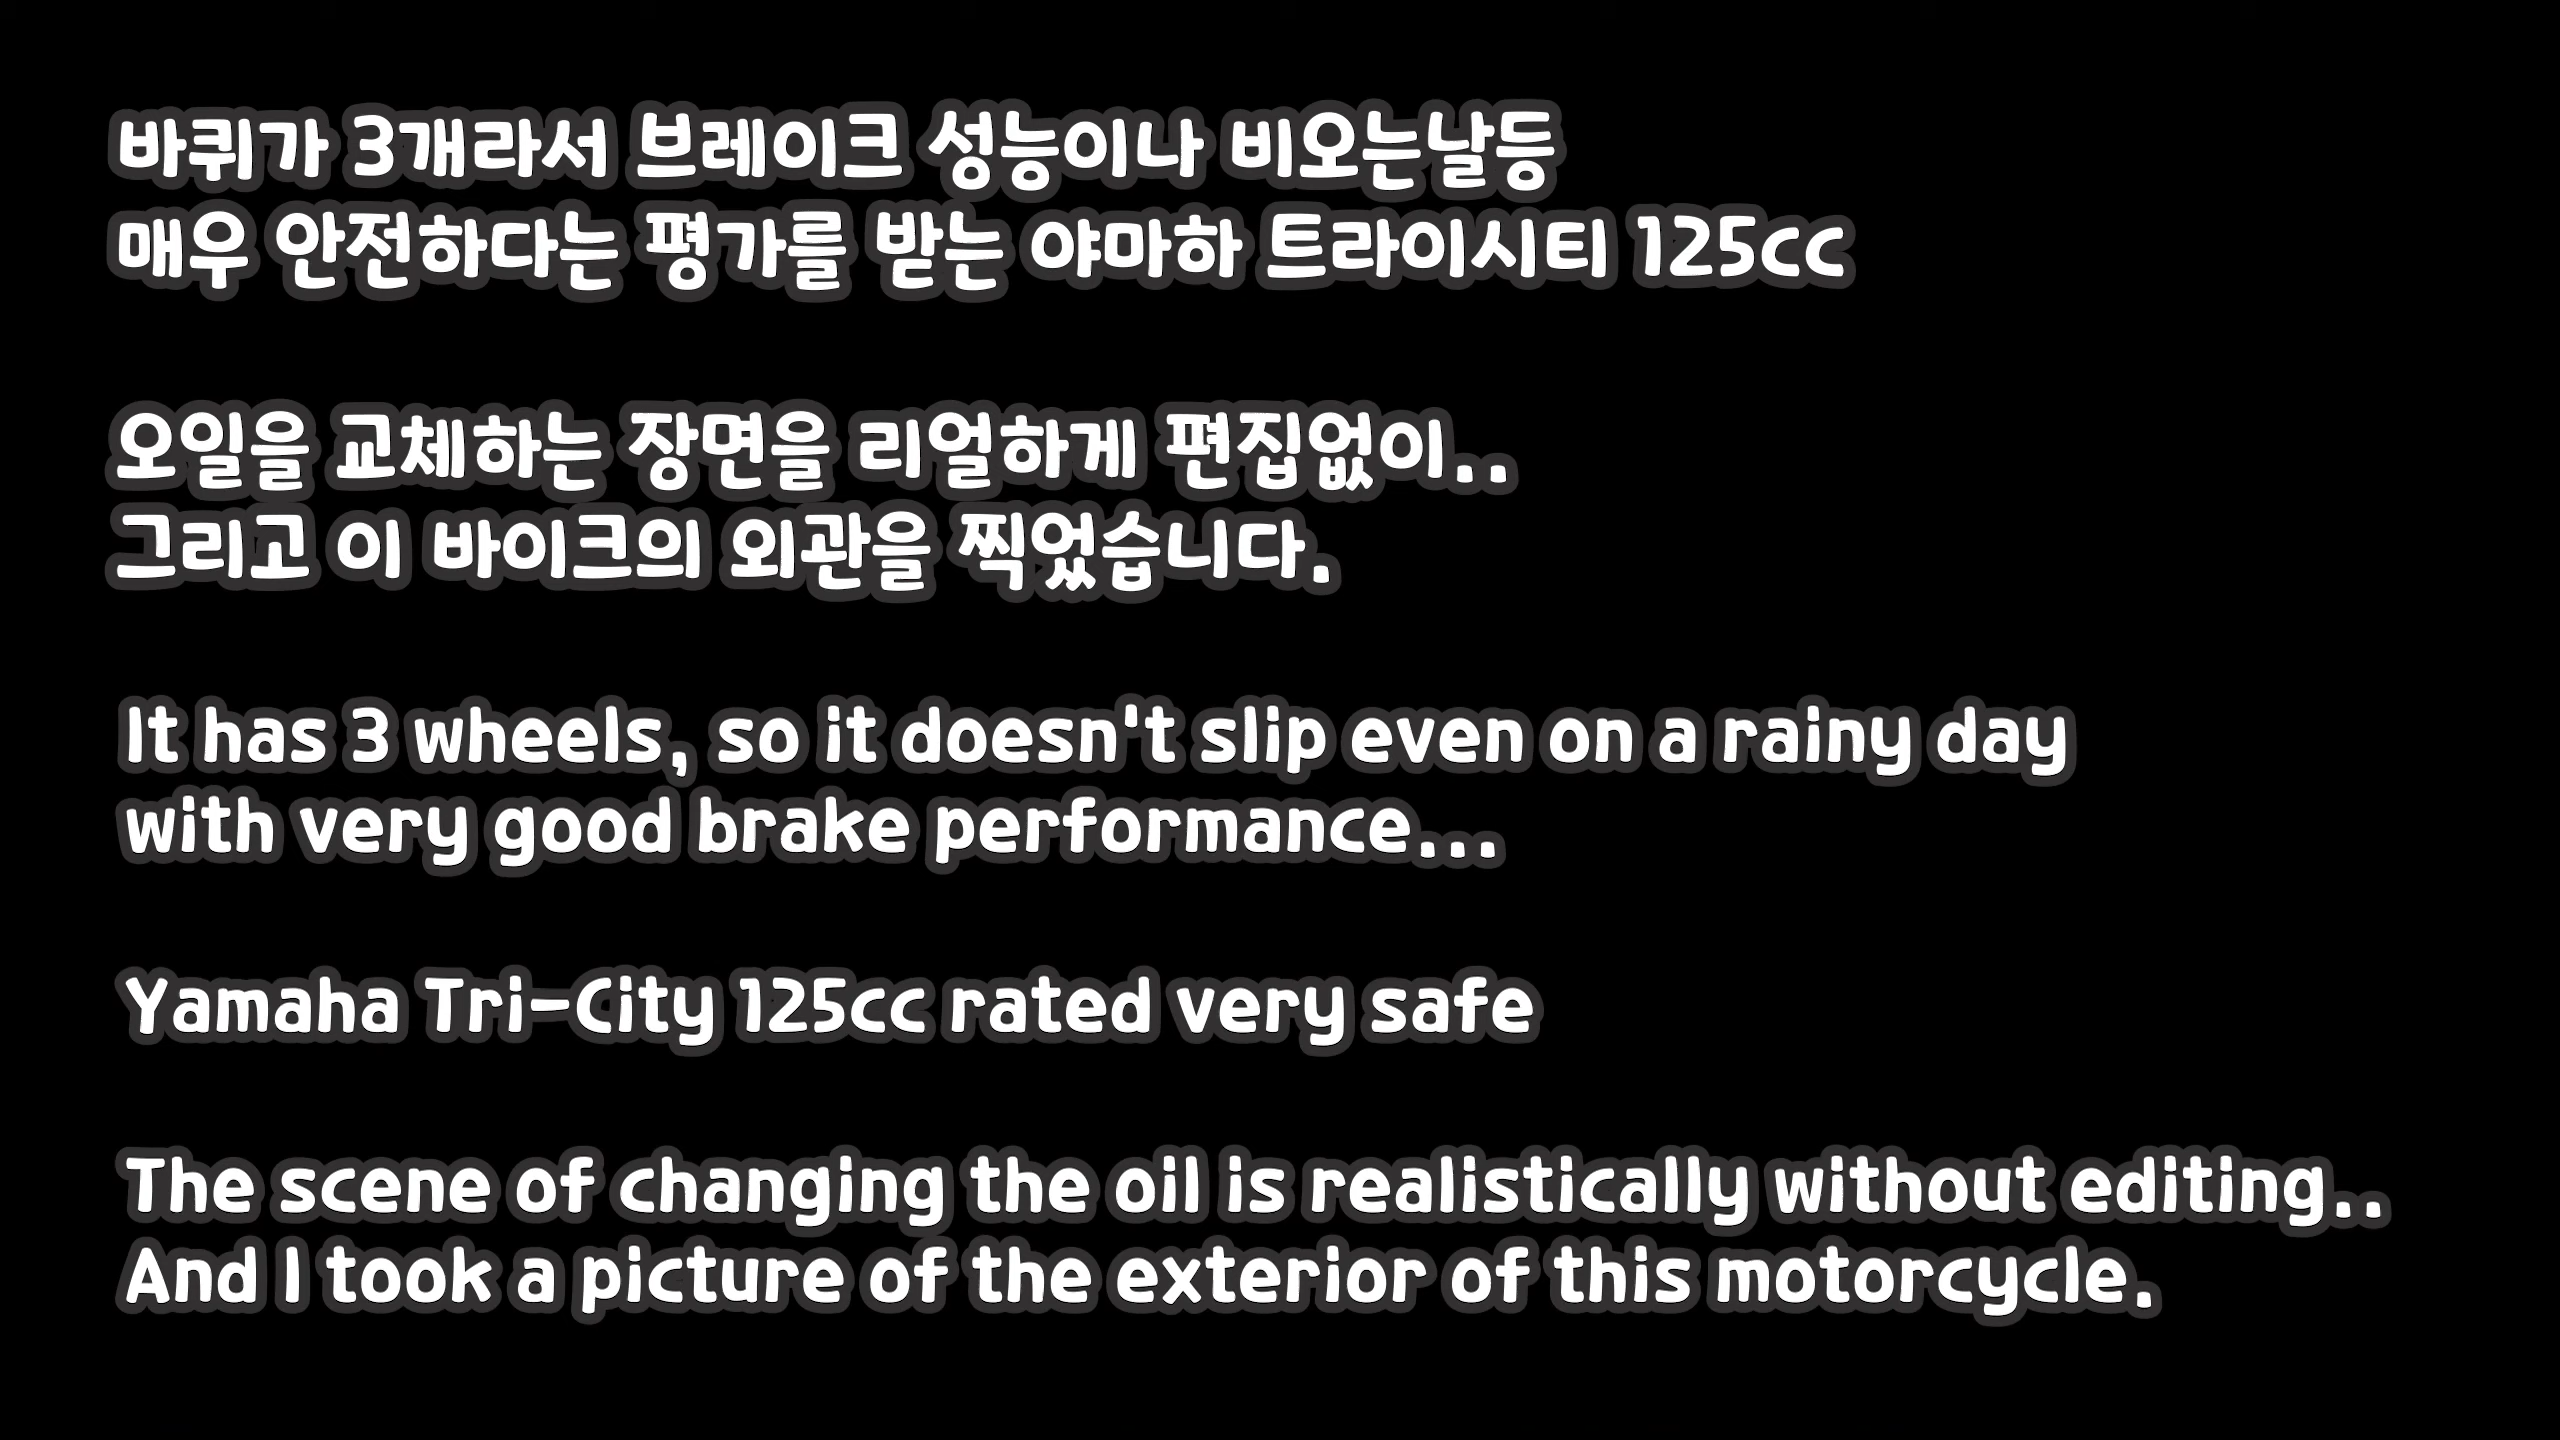 바퀴가 3개라서 브레이크 성능이나 비오는날등
매우 안전하다는 평가를 받는 야마하 트라이시티 125cc
오일을 교체하는 장면을 리얼하게 편집없이..
그리고 이 바이크의 외관을 찍었습니다.
It has 3 wheels, so it doesn't slip even on a rainy day
with very good brake performance...
Yamaha Tri-City 125cc rated very safe
The scene of changing the oil is realistically without editing..
And I took a picture of the exterior of this motorcycle.